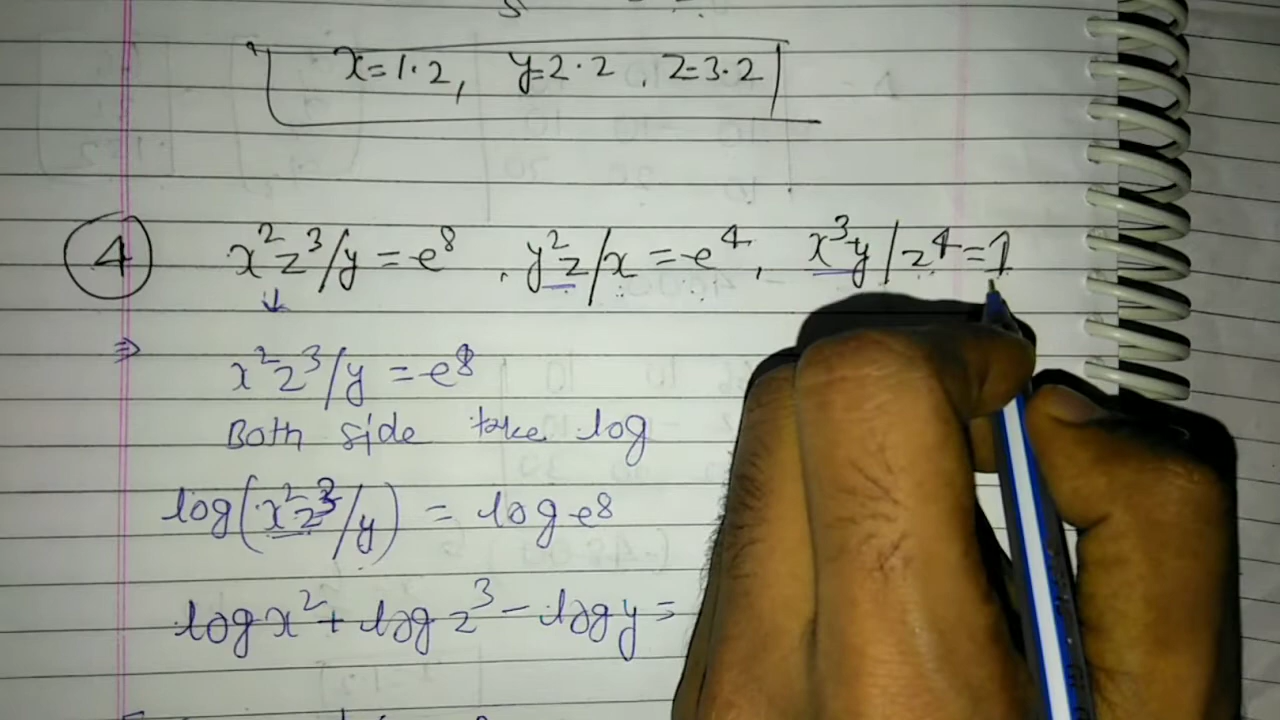 x=1.2, y=2.2, z=3.2
4 x²z³/y = e⁸, y²z/x = e⁴, x³y/z⁴=1
⇒ x²z³/y = e⁸
Both side take log
log(x²z³/y) = log e⁸
log x² + log z³ - log y =